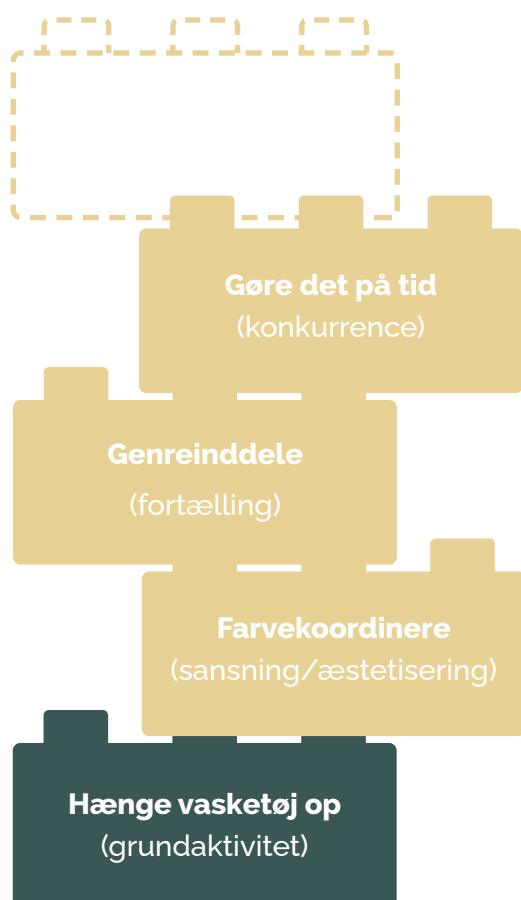 Gøre det på tid
(konkurrence)
Genreinddele
(fortælling)
Farvekoordinere
(sansning/æstetisering)
Hænge vasketøj op
(grundaktivitet)